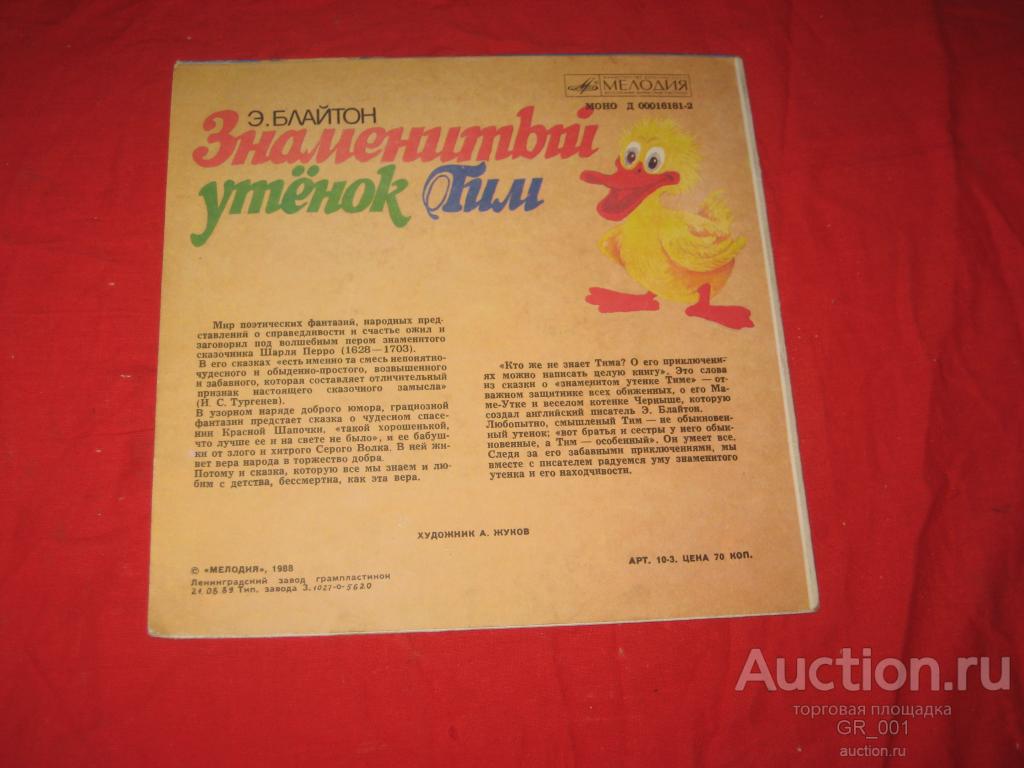 МЕЛОДИЯ
МОНО Д 00016181-2
Э. БЛАЙТОН
Знаменитый
утёнок Тим
Мир поэтических фантазий, народных пред-
ставлений о справедливости и счастье ожил и
заговорил под волшебным пером знаменитого
сказочника Шарля Перро (1628—1703).
В его сказках «есть именно та смесь непонятно-
чудесного и обыденно-простого, возвышенного
и забавного, которая составляет отличительный
признак настоящего сказочного замысла»
(И. С. Тургенев).
В узорном наряде доброго юмора, грациозной
фантазии предстает сказка о чудесном спасе-
нии Красной Шапочки, «такой хорошенькой,
что лучше ее и на свете не было», и ее бабуш-
ки от злого и хитрого Серого Волка. В ней жи-
вет вера народа в торжество добра.
Потому и сказка, которую все мы знаем и лю-
бим с детства, бессмертна, как эта вера.
«Кто же не знает Тима? О его приключени-
ях можно написать целую книгу». Это слова
из сказки о «знаменитом утенке Тиме» — от-
важном защитнике всех обиженных, о его Ма-
ме-Утке и веселом котенке Черныше, которую
создал английский писатель Э. Блайтон.
Любопытно, смышлёный Тим — не обыкновен-
ный утенок; «вот братья и сестры у него обык-
новенные, а Тим — особенный». Он умеет все.
Следя за его забавными приключениями, мы
вместе с писателем радуемся уму знаменитого
утенка и его находчивости.
ХУДОЖНИК А. ЖУКОВ
© «МЕЛОДИЯ», 1988
Ленинградский завод грампластинок
21.06.89 Тип. завода З. 1027-0-5620
АРТ. 10-3. ЦЕНА 70 КОП.
Auction.ru
торговая площадка
GR_001
auction.ru